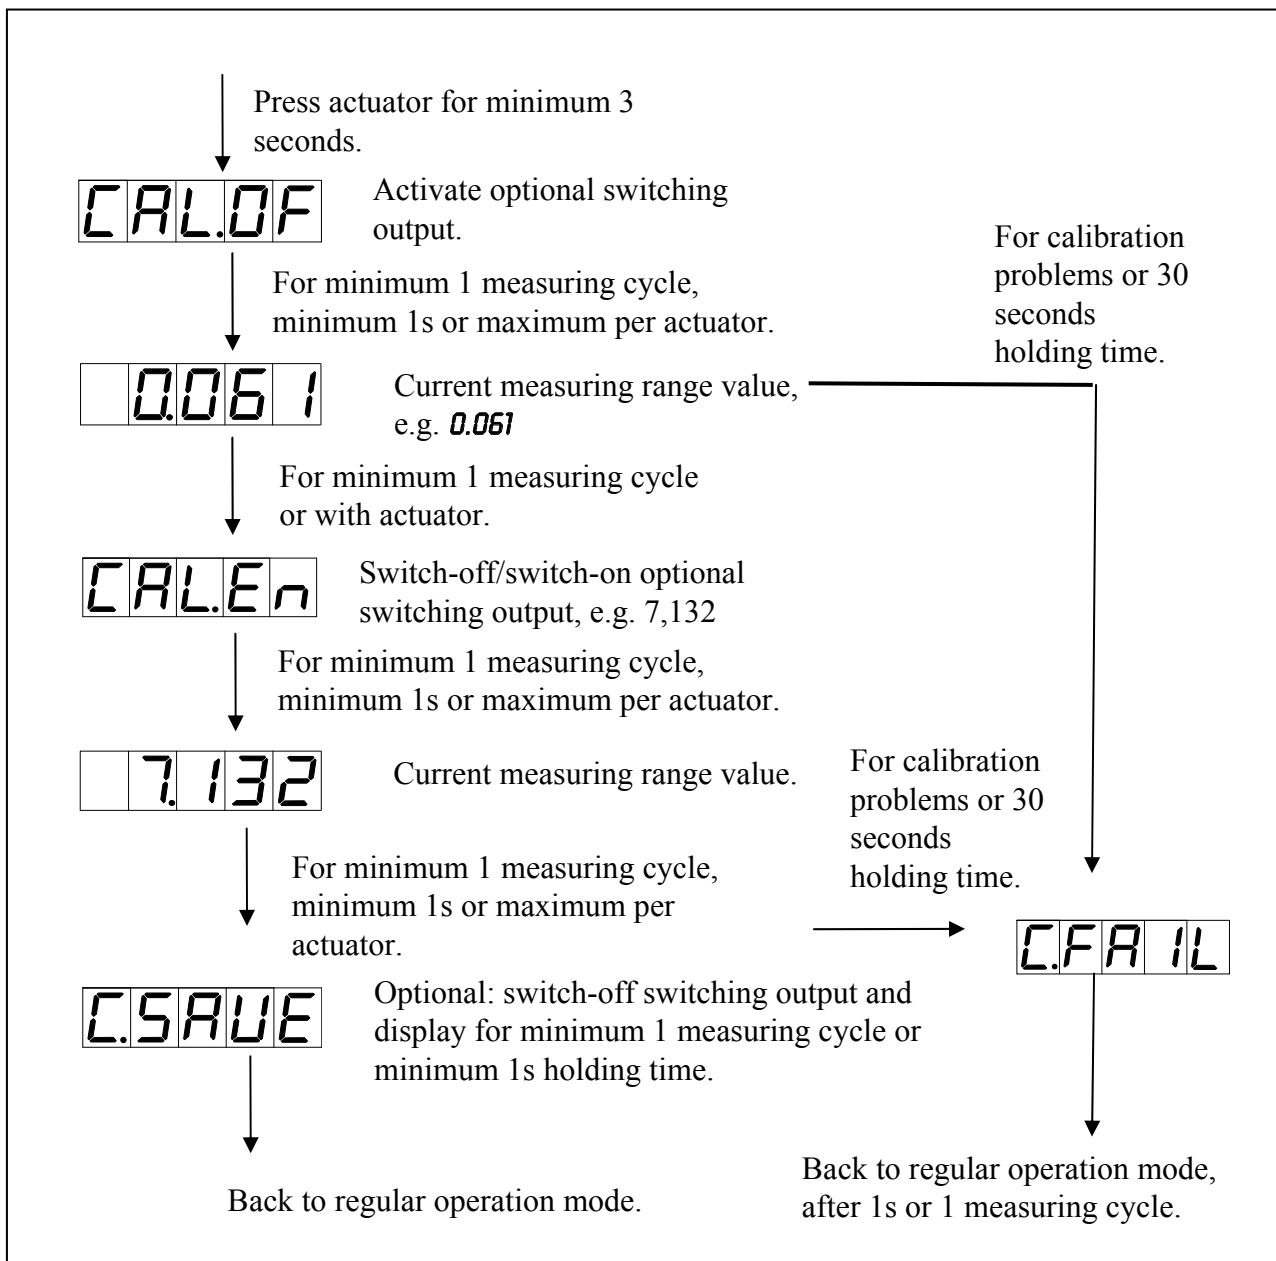 Press actuator for minimum 3
seconds.
CAL.OF
Activate optional switching
output.
For minimum 1 measuring cycle,
minimum 1s or maximum per actuator.
0.061
Current measuring range value,
e.g. 0.061
For calibration
problems or 30
seconds
holding time.
For minimum 1 measuring cycle
or with actuator.
CAL.En
Switch-off/switch-on optional
switching output, e.g. 7,132
For minimum 1 measuring cycle,
minimum 1s or maximum per actuator.
7.132
Current measuring range value.
For calibration
problems or 30
seconds
holding time.
For minimum 1 measuring cycle,
minimum 1s or maximum per
actuator.
C.FAIL
C.SAVE
Optional: switch-off switching output and
display for minimum 1 measuring cycle or
minimum 1s holding time.
Back to regular operation mode.
Back to regular operation mode,
after 1s or 1 measuring cycle.